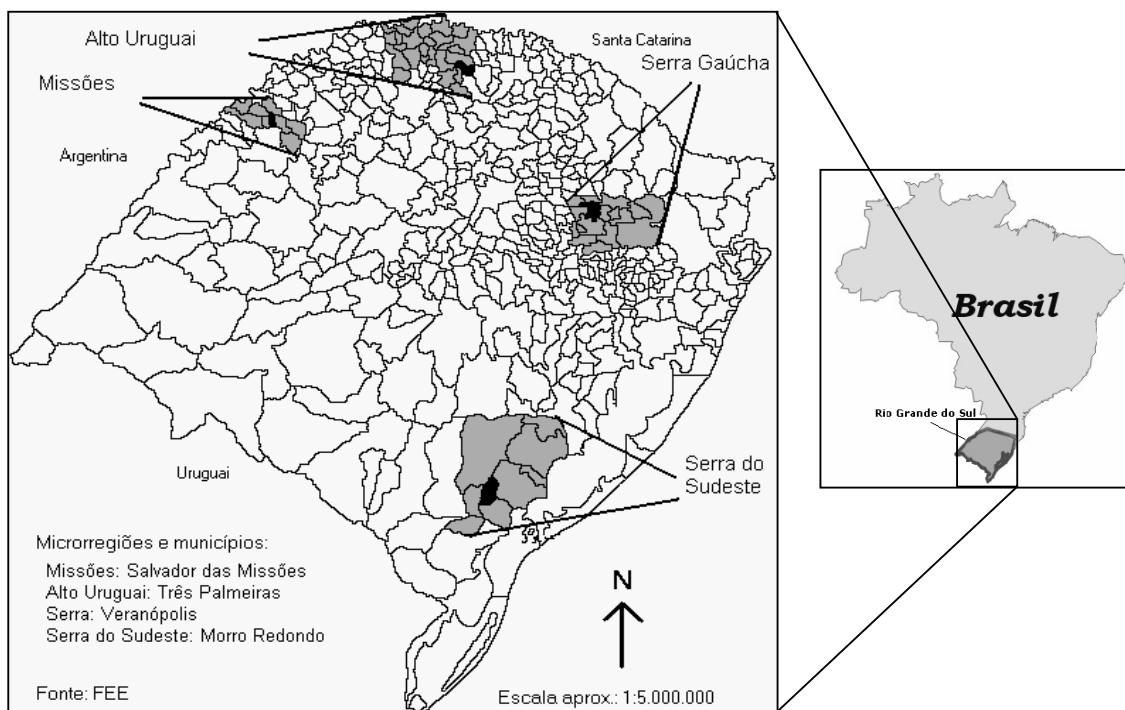 Alto Uruguai
Santa Catarina
Serra Gaúcha
Missões
Argentina
Brasil
Rio Grande do Sul
Uruguai
Serra do
Sudeste
Microrregiões e municípios:
Missões: Salvador das Missões
Alto Uruguai: Três Palmeiras
Serra: Veranópolis
Serra do Sudeste: Morro Redondo
N
Fonte: FEE
Escala aprox.: 1:5.000.000